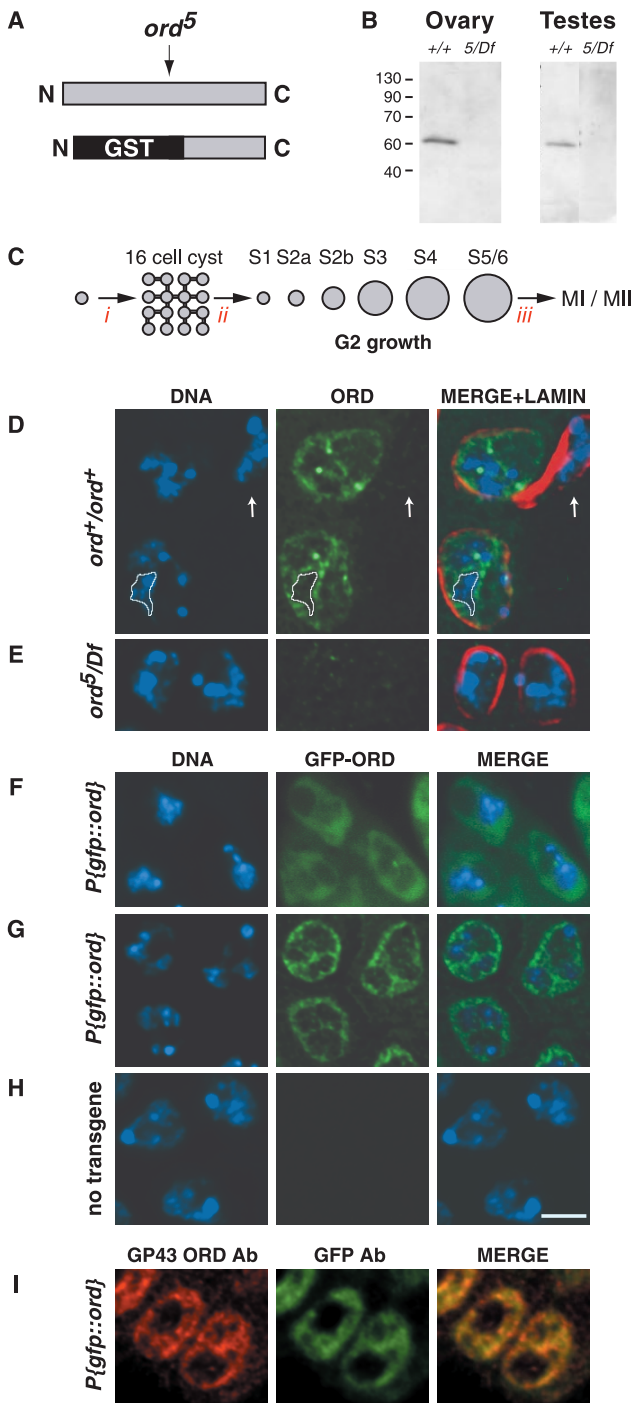 A
ord⁵
N C
N GST C
B
Ovary Testes
+/+ 5/Df +/+ 5/Df
130
90
70
60
40
C
16 cell cyst S1 S2a S2b S3 S4 S5/6
i ii iii MI / MII
G2 growth
DNA ORD MERGE+LAMIN
D
ord⁺/ord⁺
E
ord⁵/Df
DNA GFP-ORD MERGE
F
P{gfp::ord}
G
P{gfp::ord}
H
no transgene
GP43 ORD Ab GFP Ab MERGE
I
P{gfp::ord}